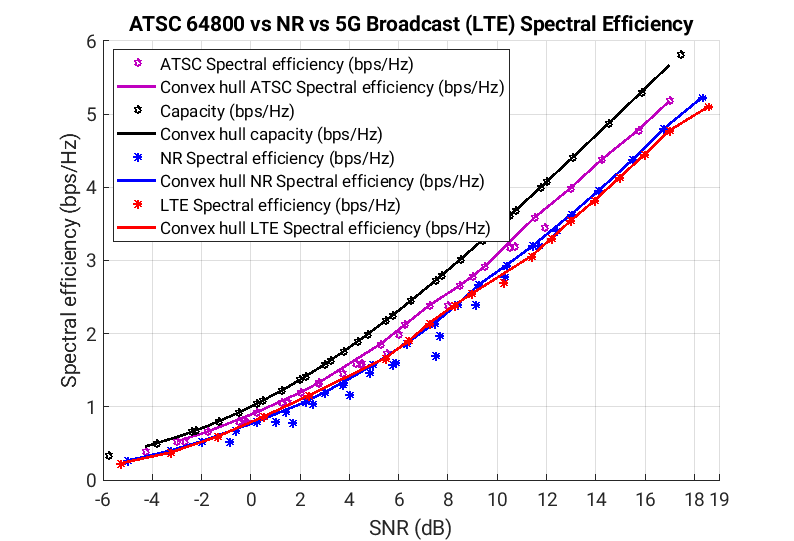 ATSC 64800 vs NR vs 5G Broadcast (LTE) Spectral Efficiency
6
5
4
3
2
1
0
Spectral efficiency (bps/Hz)
ATSC Spectral efficiency (bps/Hz)
Convex hull ATSC Spectral efficiency (bps/Hz)
Capacity (bps/Hz)
Convex hull capacity (bps/Hz)
NR Spectral efficiency (bps/Hz)
Convex hull NR Spectral efficiency (bps/Hz)
LTE Spectral efficiency (bps/Hz)
Convex hull LTE Spectral efficiency (bps/Hz)
-6 -4 -2 0 2 4 6 8 10 12 14 16 18 19
SNR (dB)